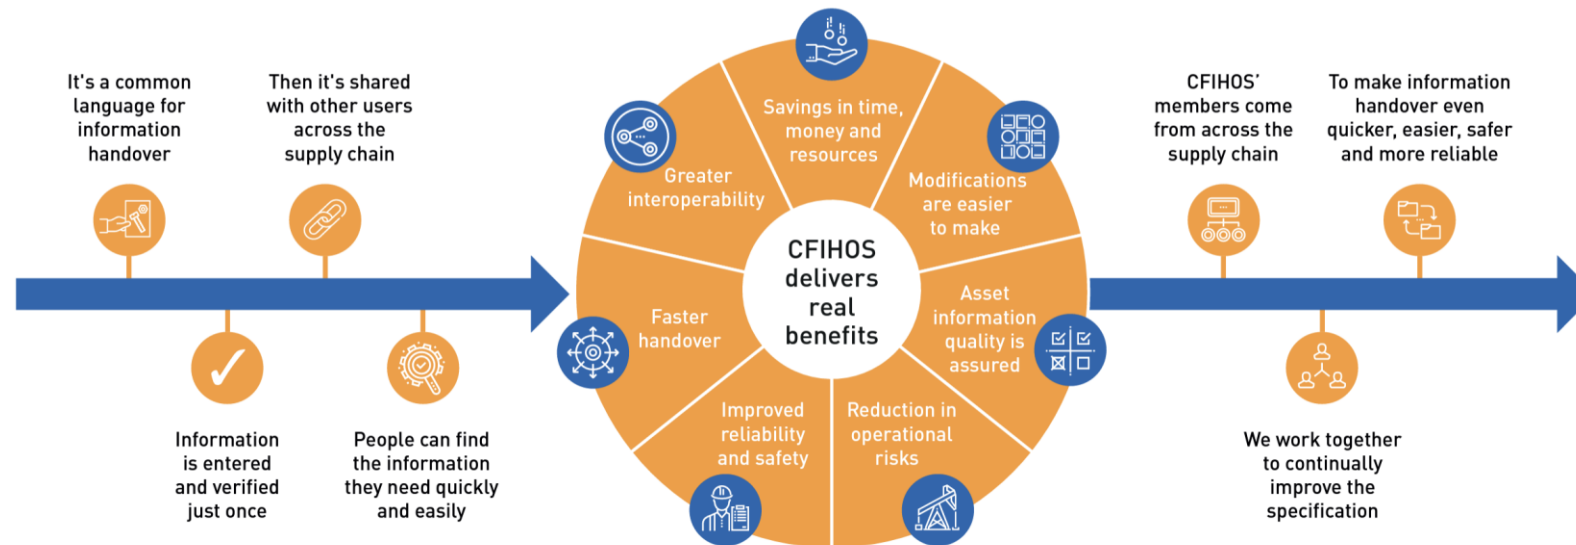 It's a common
language for
information
handover
Information
is entered
and verified
just once
Then it's shared
with other users
across the
supply chain
People can find
the information
they need quickly
and easily
CFIHOS
delivers
real
benefits
Savings in time,
money and
resources
Modifications
are easier
to make
Asset
information
quality is
assured
Reduction in
operational
risks
Improved
reliability
and safety
Faster
handover
Greater
interoperability
CFIHOS'
members come
from across the
supply chain
We work together
to continually
improve the
specification
To make information
handover even
quicker, easier, safer
and more reliable